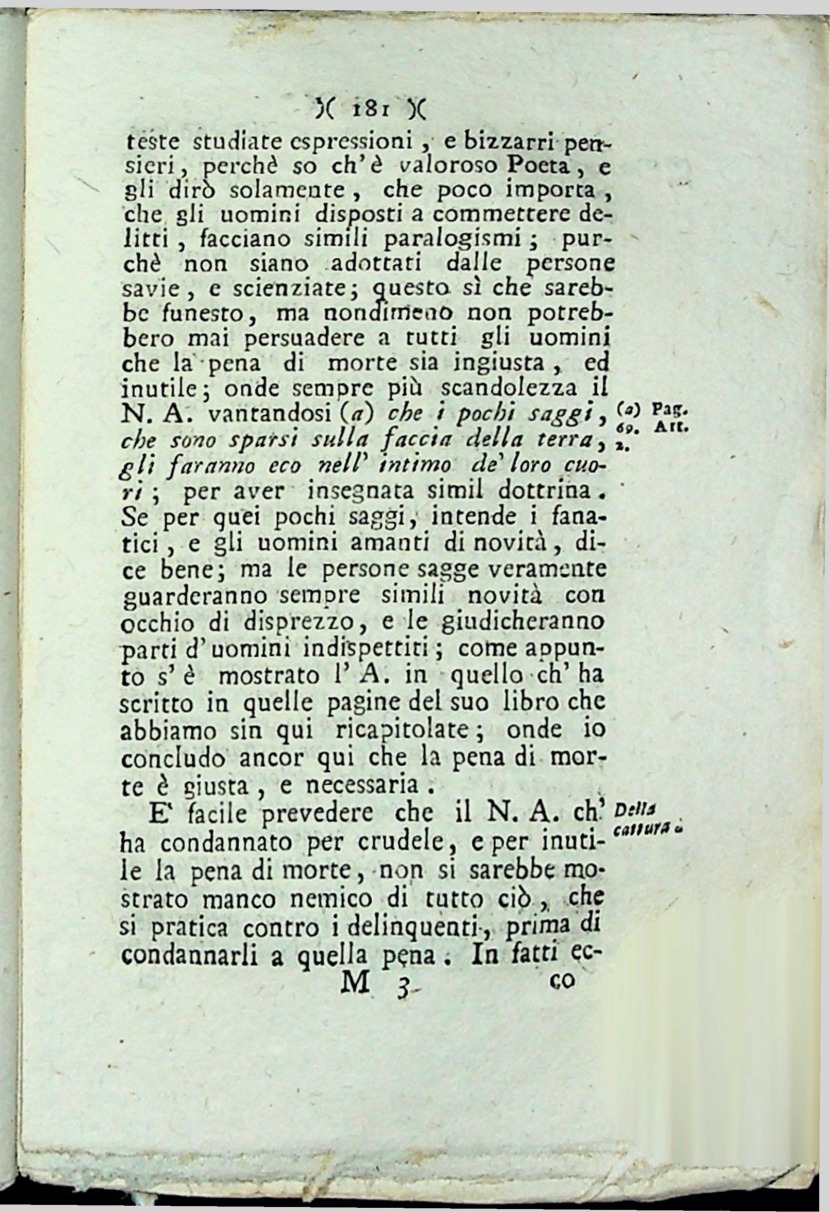 )( 181 )(
teste studiate espressioni, e bizzarri pen-
sieri, perchè so ch'è valoroso Poeta, e
gli dirò solamente, che poco importa,
che gli uomini disposti a commettere de-
litti, facciano simili paralogismi; pur-
chè non siano adottati dalle persone
savie, e scienziate; questo sì che sareb-
be funesto, ma nondimeno non potreb-
bero mai persuadere a tutti gli uomini
che la pena di morte sia ingiusta, ed
inutile; onde sempre più scandolezza il
N. A. vantandosi (a) che i pochi saggi,
che sono sparsi sulla faccia della terra,
gli faranno eco nell' intimo de' loro cuo-
ri; per aver insegnata simil dottrina.
Se per quei pochi saggi, intende i fana-
tici, e gli uomini amanti di novità, di-
ce bene; ma le persone sagge veramente
guarderanno sempre simili novità con
occhio di disprezzo, e le giudicheranno
parti d'uomini indispettiti; come appun-
to s'è mostrato l'A. in quello ch'ha
scritto in quelle pagine del suo libro che
abbiamo sin qui ricapitolate; onde io
concludo ancor qui che la pena di mor-
te è giusta, e necessaria.
E' facile prevedere che il N. A. ch'
ha condannato per crudele, e per inuti-
le la pena di morte, non si sarebbe mo-
strato manco nemico di tutto ciò, che
si pratica contro i delinquenti, prima di
condannarli a quella pena. In fatti ec-
M 3 co
(a) Pag.
69. Art.
2.
Della
cattura.